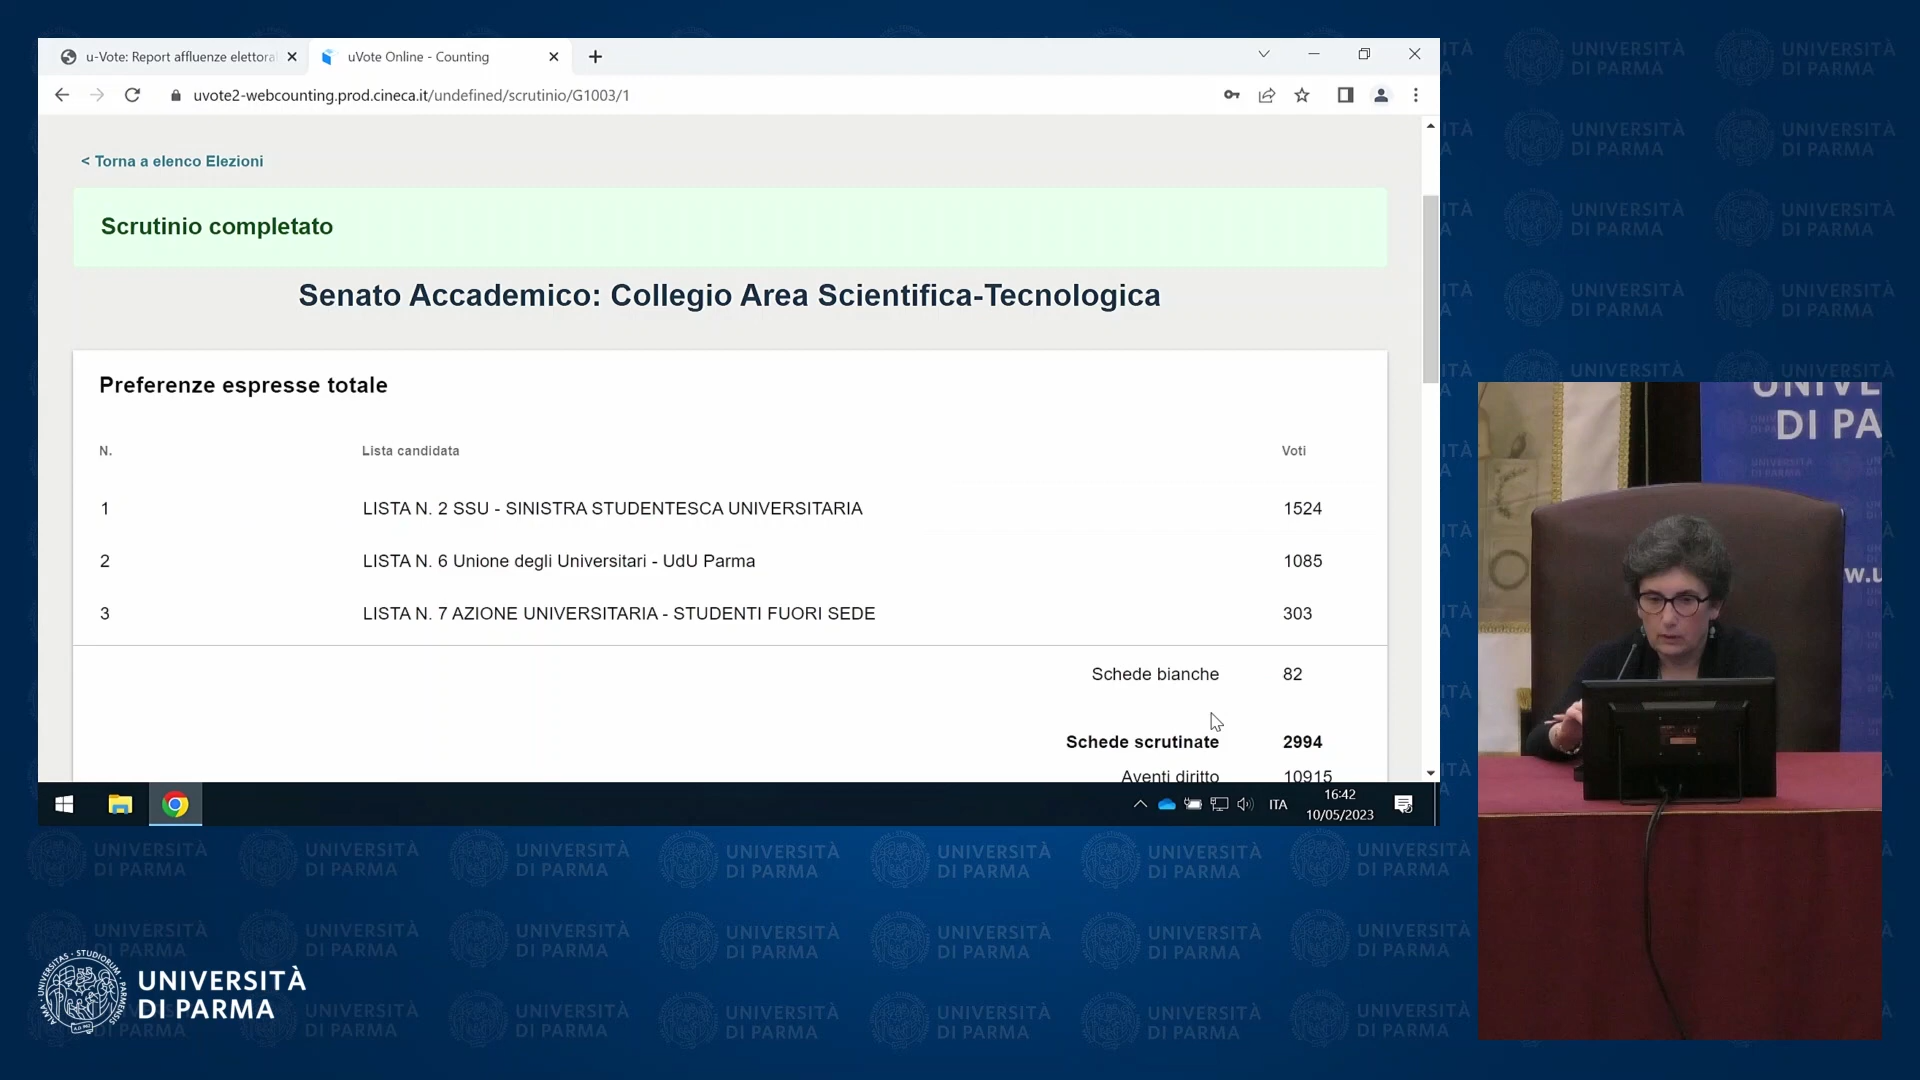 u-Vote: Report affluenze elettora
uVote Online - Counting
uvote2-webcounting.prod.cineca.it/undefined/scrutinio/G1003/1
< Torna a elenco Elezioni
Scrutinio completato
Senato Accademico: Collegio Area Scientifica-Tecnologica
Preferenze espresse totale
N. Lista candidata Voti
1 LISTA N. 2 SSU - SINISTRA STUDENTESCA UNIVERSITARIA 1524
2 LISTA N. 6 Unione degli Universitari - UdU Parma 1085
3 LISTA N. 7 AZIONE UNIVERSITARIA - STUDENTI FUORI SEDE 303
Schede bianche 82
Schede scrutinate 2994
Aventi diritto 10915
ITA
16:42
10/05/2023
UNIVE
DI PA
w.u
UNIVERSITÀ
DI PARMA